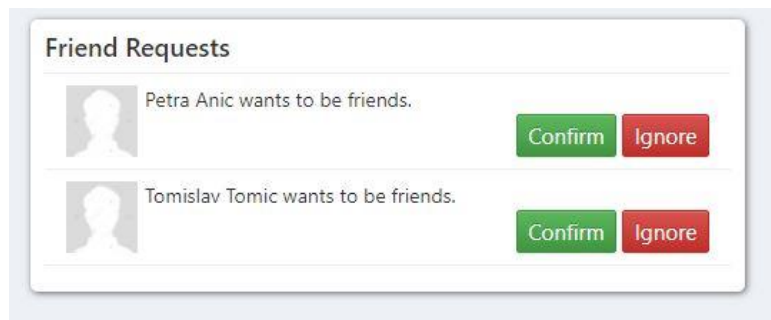 Friend Requests
Petra Anic wants to be friends.
Confirm Ignore
Tomislav Tomic wants to be friends.
Confirm Ignore